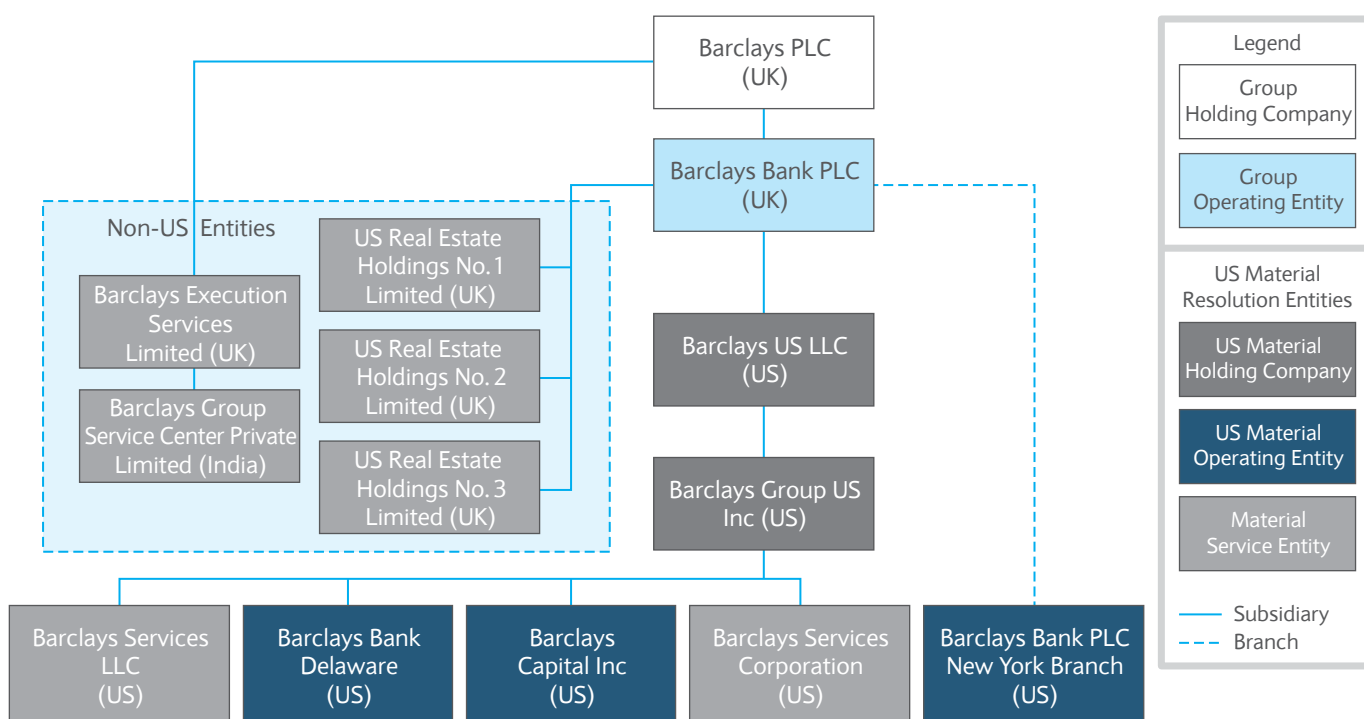 Barclays PLC
(UK)
Barclays Bank PLC
(UK)
Non-US Entities
Barclays Execution
Services
Limited (UK)
Barclays Group
Service Center Private
Limited (India)
US Real Estate
Holdings No. 1
Limited (UK)
US Real Estate
Holdings No. 2
Limited (UK)
US Real Estate
Holdings No. 3
Limited (UK)
Barclays US LLC
(US)
Barclays Group US
Inc (US)
Barclays Services
LLC
(US)
Barclays Bank
Delaware
(US)
Barclays
Capital Inc
(US)
Barclays Services
Corporation
(US)
Barclays Bank PLC
New York Branch
(US)
Legend
Group
Holding Company
Group
Operating Entity
US Material
Resolution Entities
US Material
Holding Company
US Material
Operating Entity
Material
Service Entity
Subsidiary
Branch